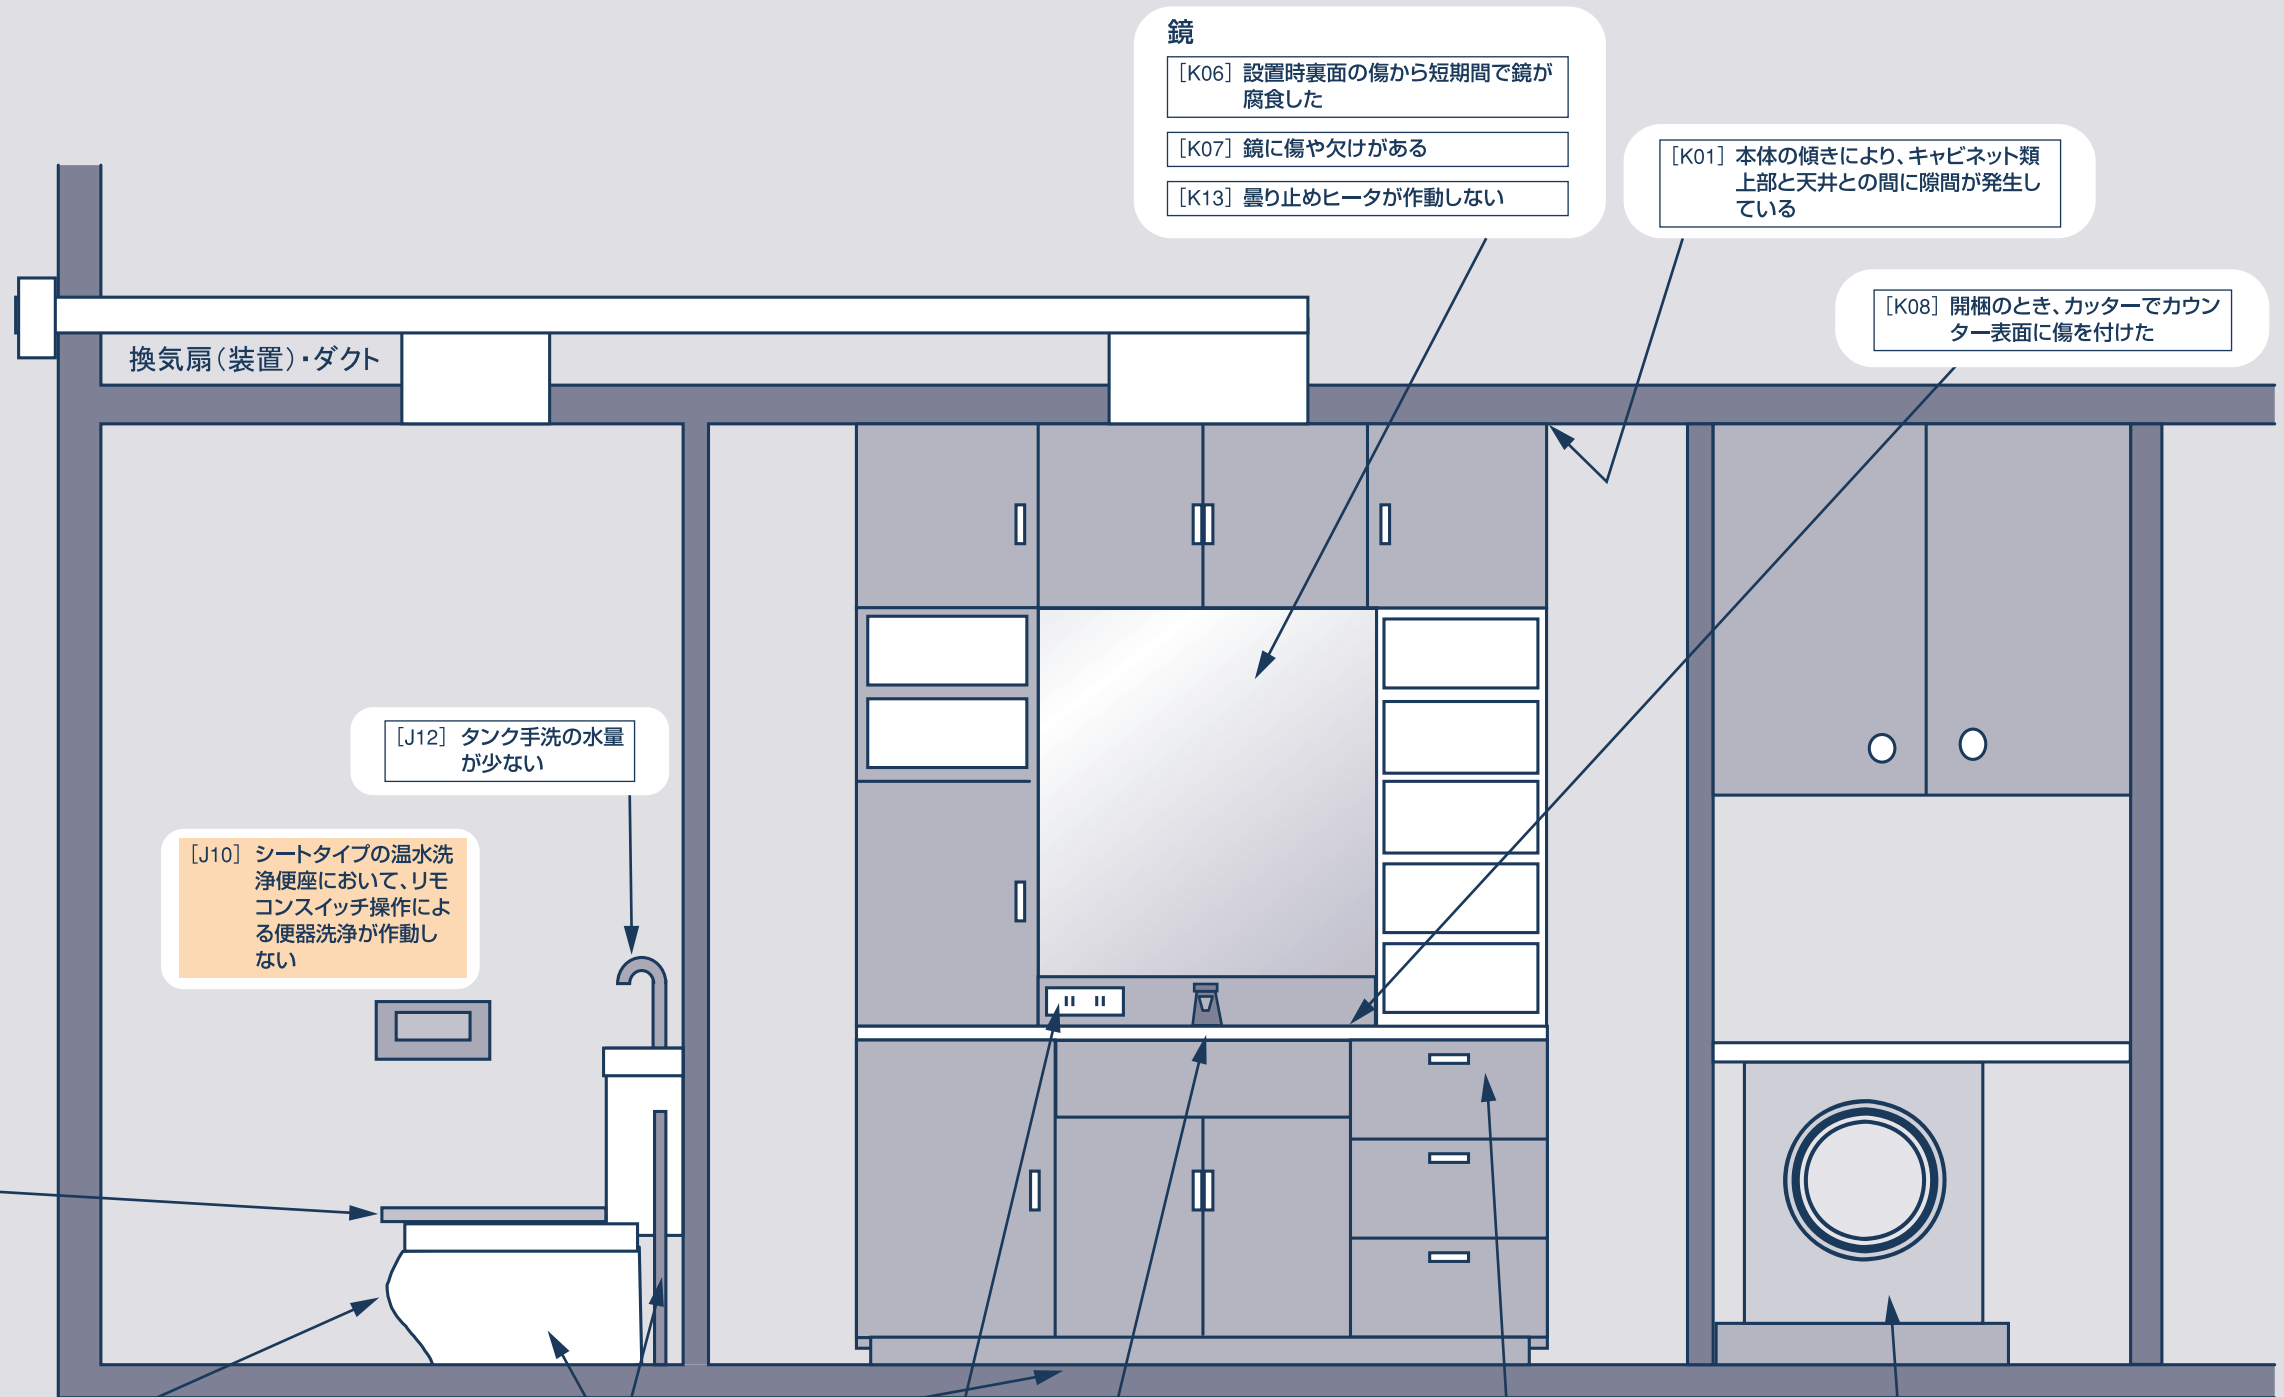 鏡
［K06］設置時裏面の傷から短期間で鏡が
腐食した
［K07］鏡に傷や欠けがある
［K13］曇り止めヒータが作動しない
［K01］本体の傾きにより、キャビネット類
上部と天井との間に隙間が発生し
ている
［K08］開梱のとき、カッターでカウン
ター表面に傷を付けた
換気扇（装置）・ダクト
［J12］タンク手洗の水量
が少ない
［J10］シートタイプの温水洗
浄便座において、リモ
コンスイッチ操作によ
る便器洗浄が作動し
ない